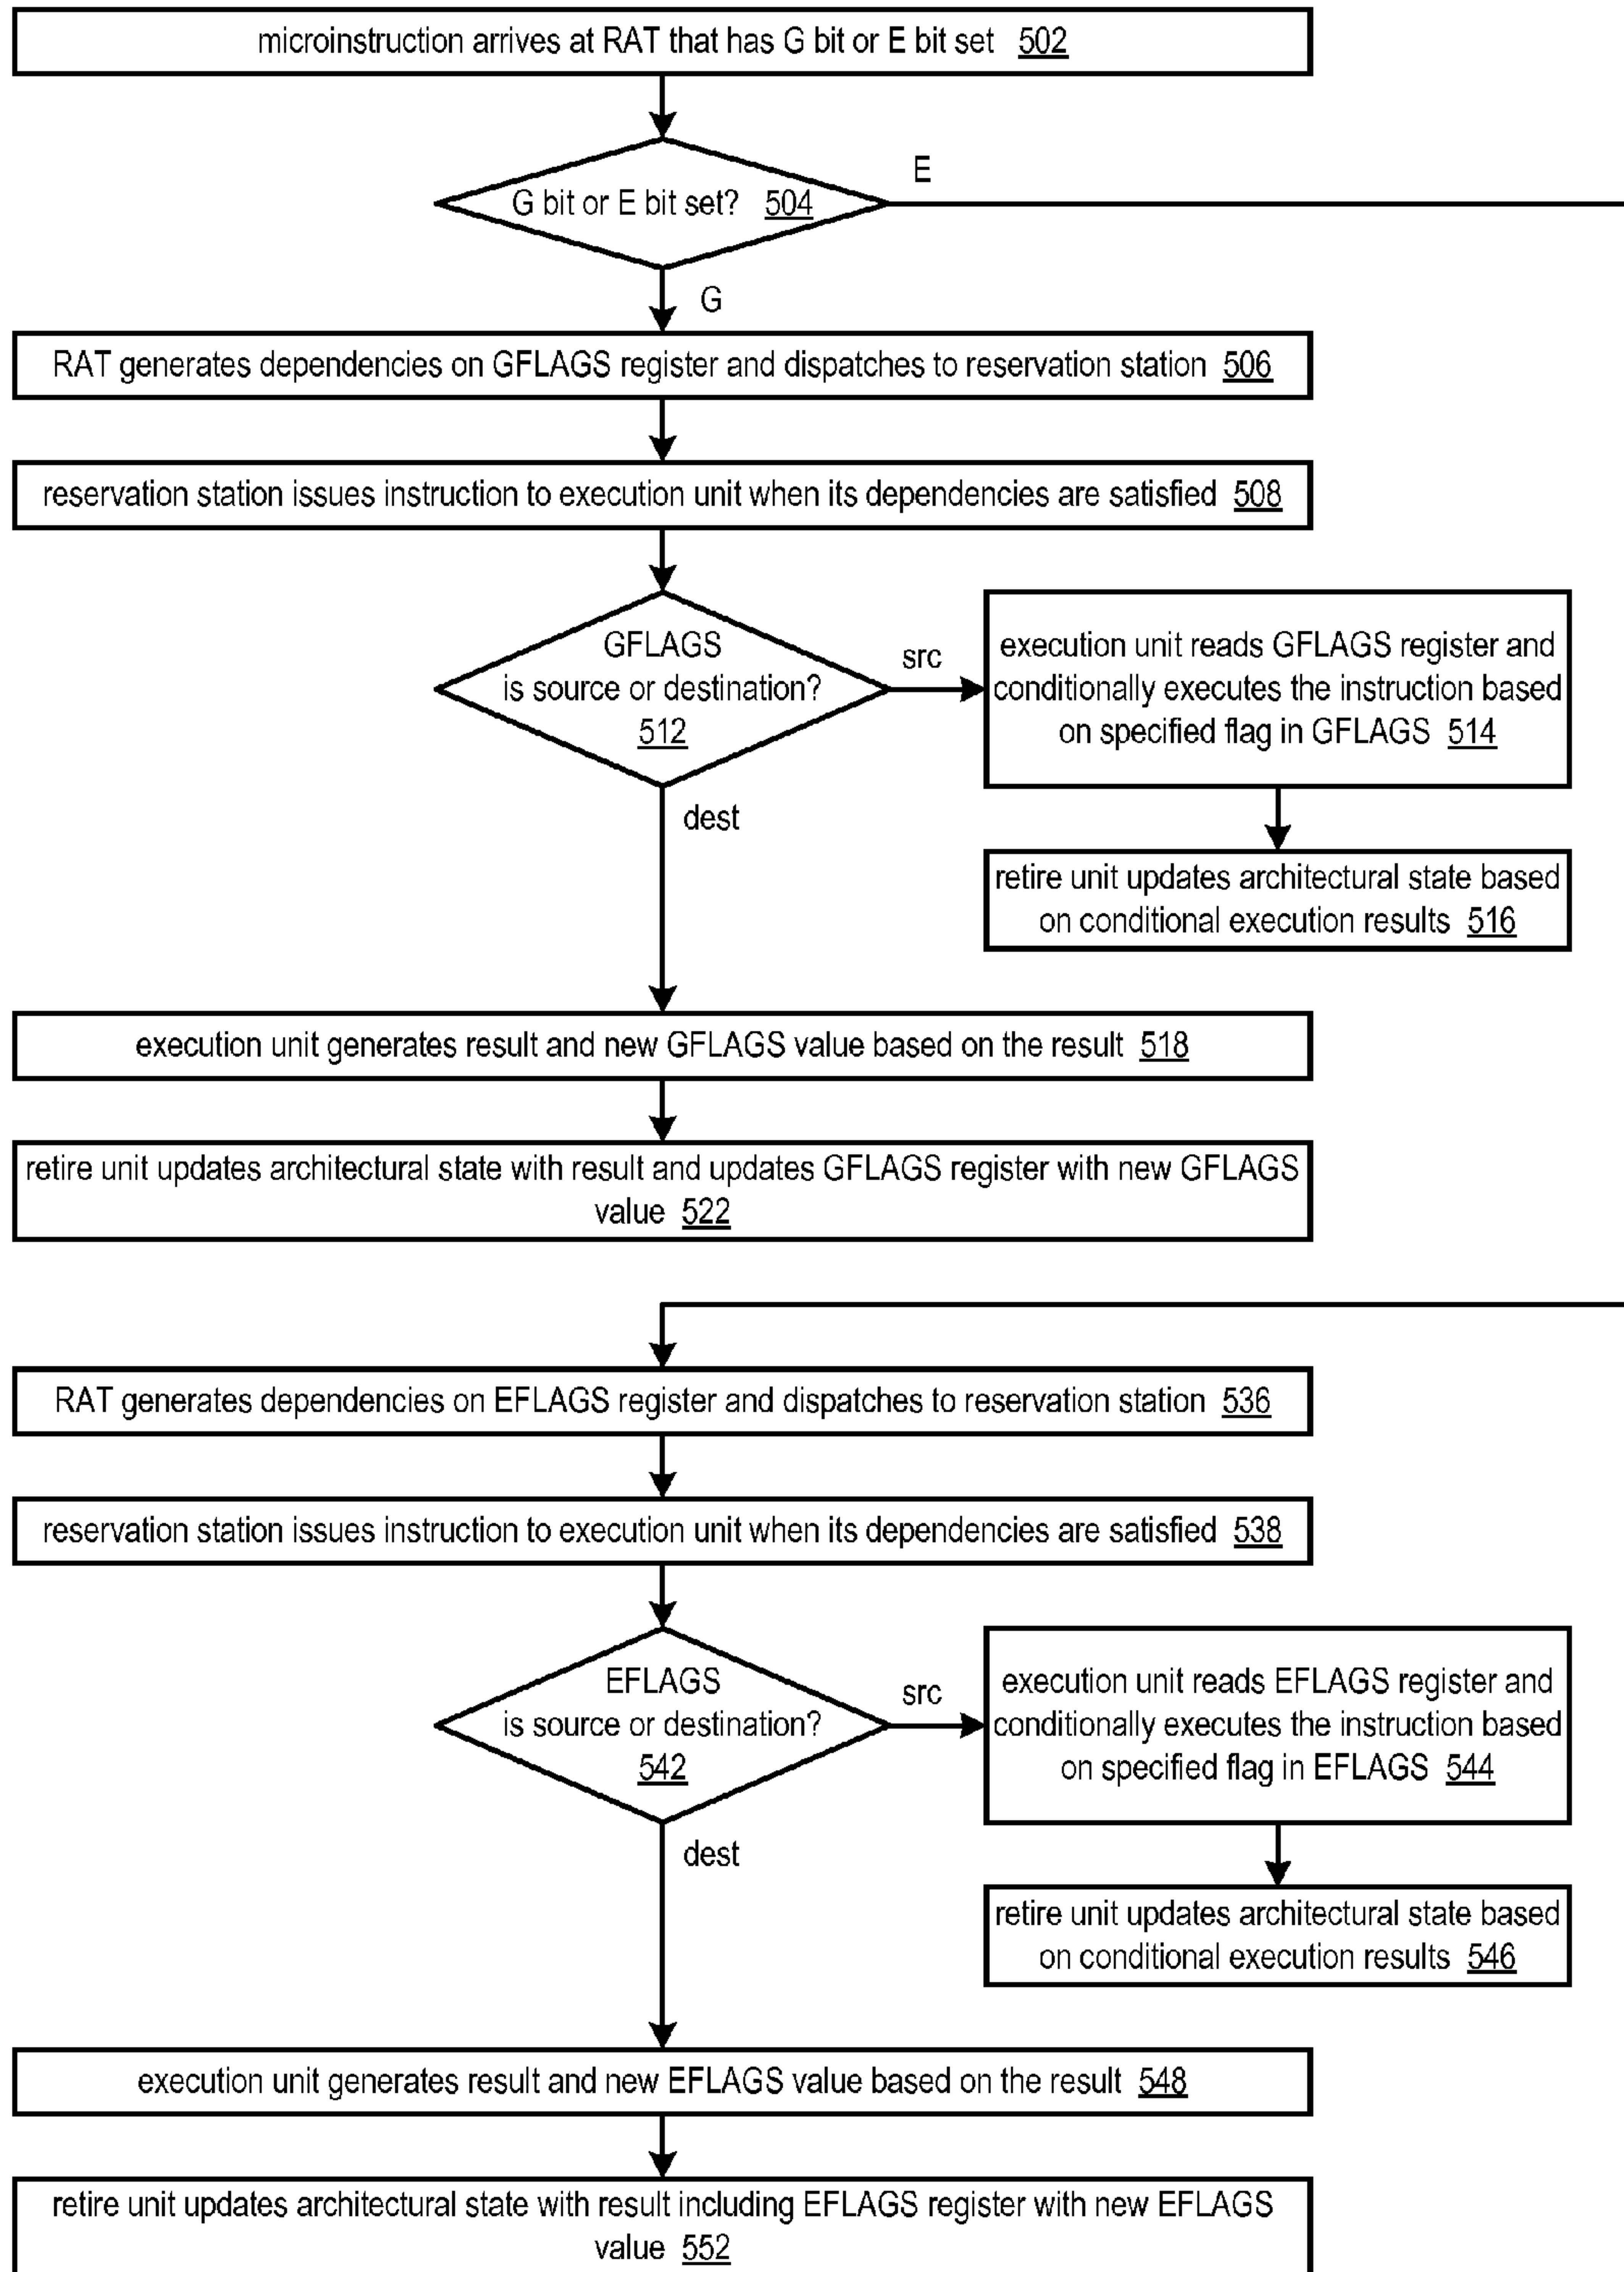 microinstruction arrives at RAT that has G bit or E bit set 502
E
G bit or E bit set? 504
G
RAT generates dependencies on GFLAGS register and dispatches to reservation station 506
reservation station issues instruction to execution unit when its dependencies are satisfied 508
GFLAGS
is source or destination?
512
src
execution unit reads GFLAGS register and
conditionally executes the instruction based
on specified flag in GFLAGS 514
dest
retire unit updates architectural state based
on conditional execution results 516
execution unit generates result and new GFLAGS value based on the result 518
retire unit updates architectural state with result and updates GFLAGS register with new GFLAGS
value 522
RAT generates dependencies on EFLAGS register and dispatches to reservation station 536
reservation station issues instruction to execution unit when its dependencies are satisfied 538
EFLAGS
is source or destination?
542
src
execution unit reads EFLAGS register and
conditionally executes the instruction based
on specified flag in EFLAGS 544
dest
retire unit updates architectural state based
on conditional execution results 546
execution unit generates result and new EFLAGS value based on the result 548
retire unit updates architectural state with result including EFLAGS register with new EFLAGS
value 552